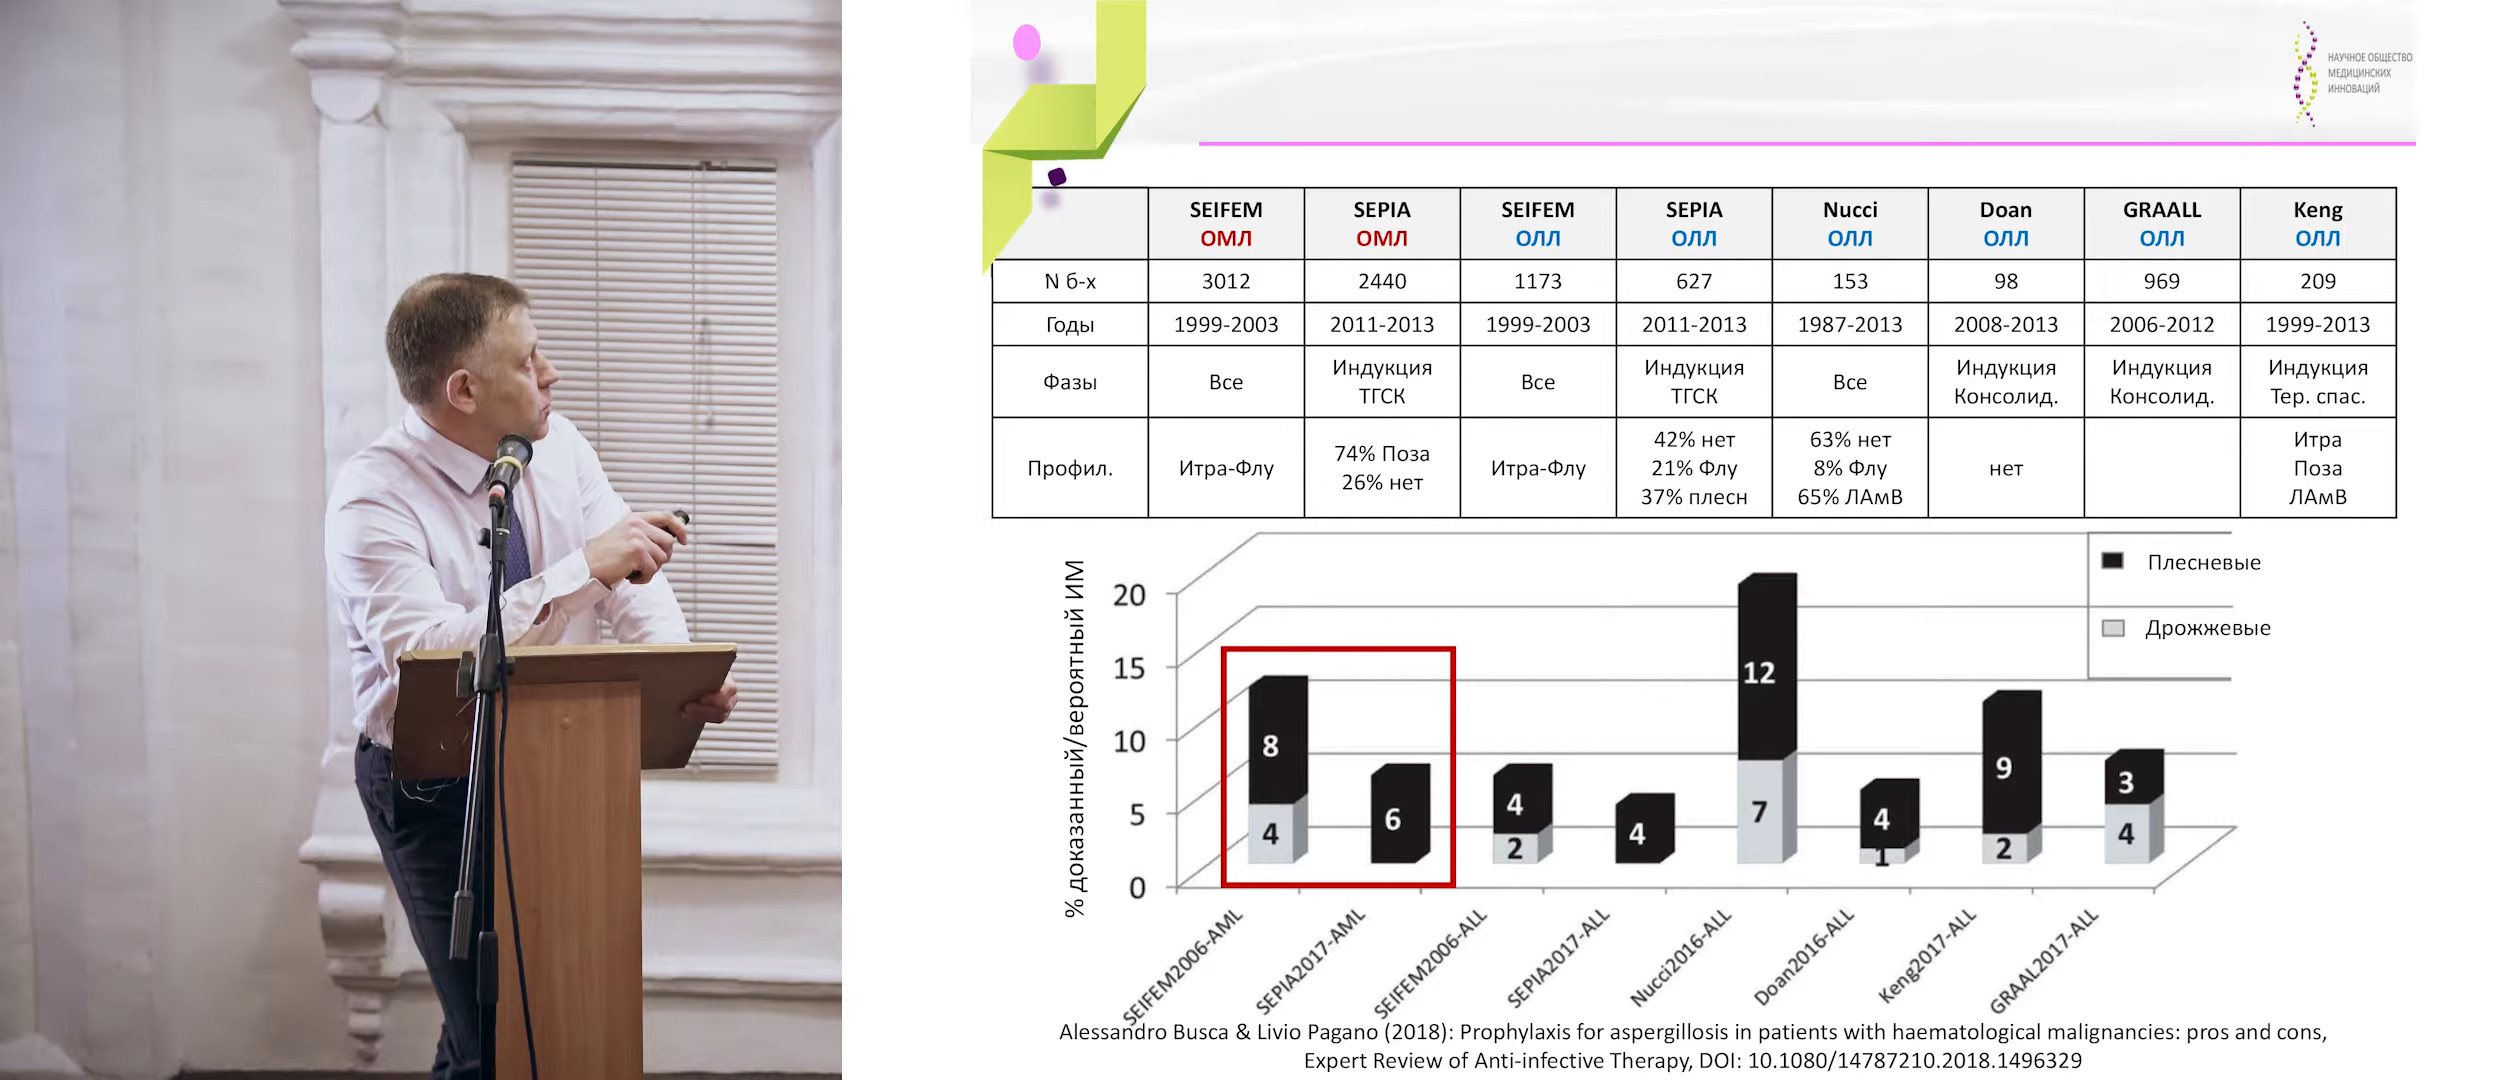 НАУЧНОЕ ОБЩЕСТВО
МЕДИЦИНСКИХ
ИННОВАЦИЙ
SEIFEM ОМЛ SEPIA ОМЛ SEIFEM ОЛЛ SEPIA ОЛЛ Nucci ОЛЛ Doan ОЛЛ GRAALL ОЛЛ Keng ОЛЛ
N б-х 3012 2440 1173 627 153 98 969 209
Годы 1999-2003 2011-2013 1999-2003 2011-2013 1987-2013 2008-2013 2006-2012 1999-2013
Фазы Все Индукция ТГСК Все Индукция ТГСК Все Индукция Консолид. Индукция Консолид. Индукция Тер. спас.
Профил. Итра-Флу 74% Поза 26% нет Итра-Флу 42% нет 21% Флу 37% плесн 63% нет 8% Флу 65% ЛАмВ нет Итра Поза ЛАмВ
% доказанный/вероятный ИМ
20
15
10
5
0
Плесневые
Дрожжевые
8
4
6
4
2
4
12
7
4
1
9
2
3
4
SEIFEM2006-AML
SEPIA2017-AML
SEIFEM2006-ALL
SEPIA2017-ALL
Nucci2016-ALL
Doan2016-ALL
Keng2017-ALL
GRAAL2017-ALL
Alessandro Busca & Livio Pagano (2018): Prophylaxis for aspergillosis in patients with haematological malignancies: pros and cons,
Expert Review of Anti-infective Therapy, DOI: 10.1080/14787210.2018.1496329